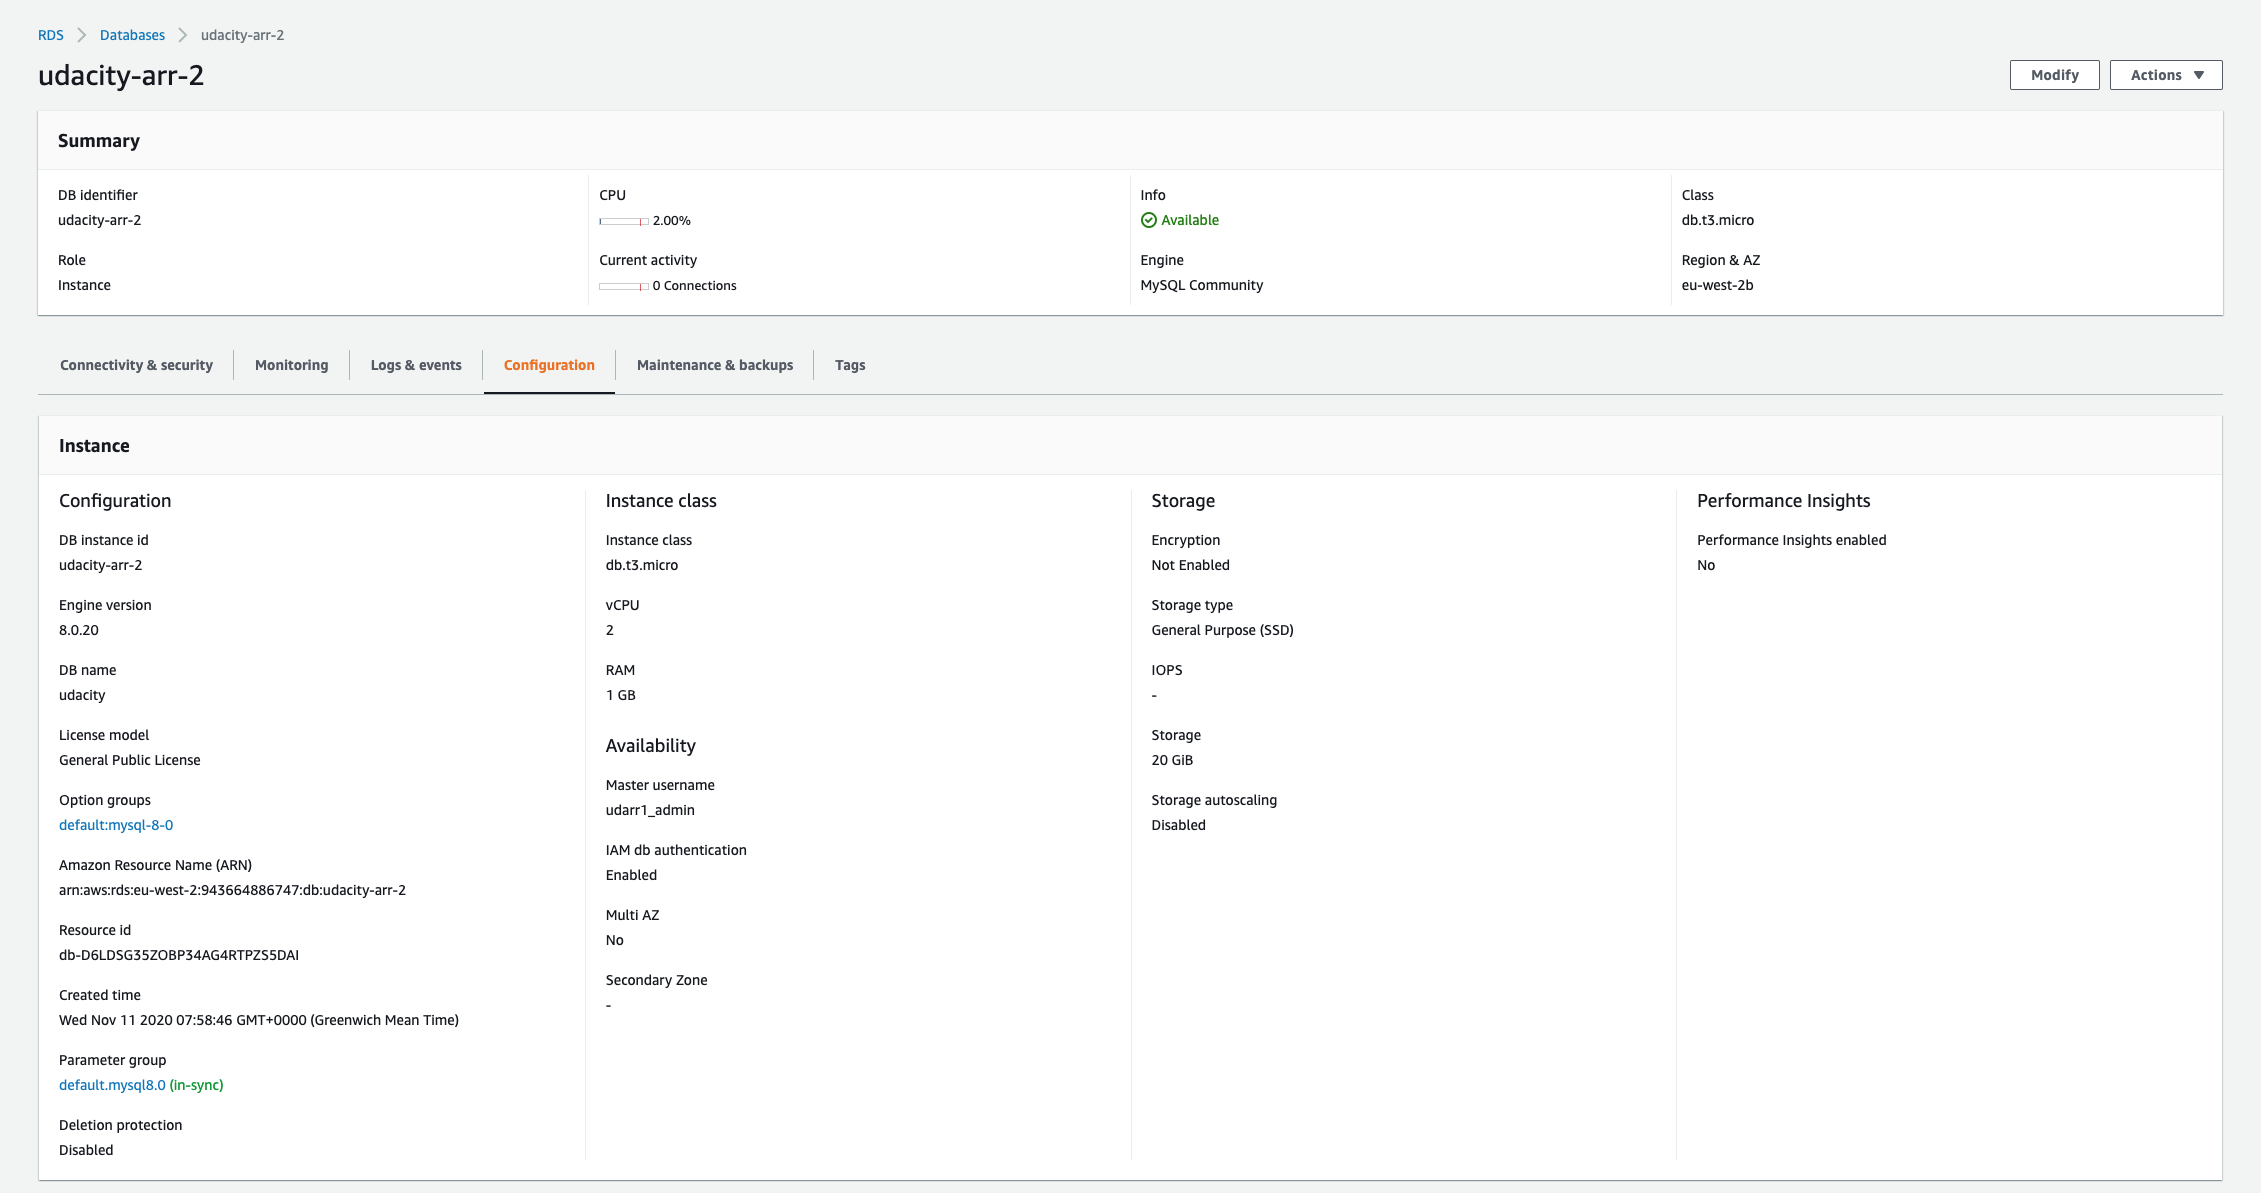 RDS > Databases > udacity-arr-2
udacity-arr-2
Modify
Actions
Summary
DB identifier
udacity-arr-2
Role
Instance
CPU
2.00%
Current activity
0 Connections
Info
Available
Engine
MySQL Community
Class
db.t3.micro
Region & AZ
eu-west-2b
Connectivity & security
Monitoring
Logs & events
Configuration
Maintenance & backups
Tags
Instance
Configuration
DB instance id
udacity-arr-2
Engine version
8.0.20
DB name
udacity
License model
General Public License
Option groups
default:mysql-8-0
Amazon Resource Name (ARN)
arn:aws:rds:eu-west-2:943664886747:db:udacity-arr-2
Resource id
db-D6LDSG35ZOBP34AG4RTPZS5DAI
Created time
Wed Nov 11 2020 07:58:46 GMT+0000 (Greenwich Mean Time)
Parameter group
default.mysql8.0 (in-sync)
Deletion protection
Disabled
Instance class
Instance class
db.t3.micro
vCPU
2
RAM
1 GB
Availability
Master username
udarr1_admin
IAM db authentication
Enabled
Multi AZ
No
Secondary Zone
-
Storage
Encryption
Not Enabled
Storage type
General Purpose (SSD)
IOPS
-
Storage
20 GiB
Storage autoscaling
Disabled
Performance Insights
Performance Insights enabled
No